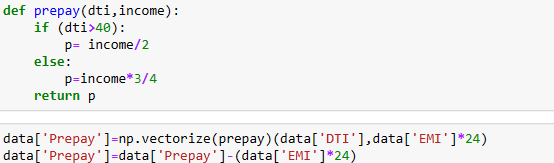 def prepay(dti,income):
    if (dti>40):
        p= income/2
    else:
        p=income*3/4
    return p
data['Prepay']=np.vectorize(prepay)(data['DTI'],data['EMI']*24)
data['Prepay']=data['Prepay']-(data['EMI']*24)